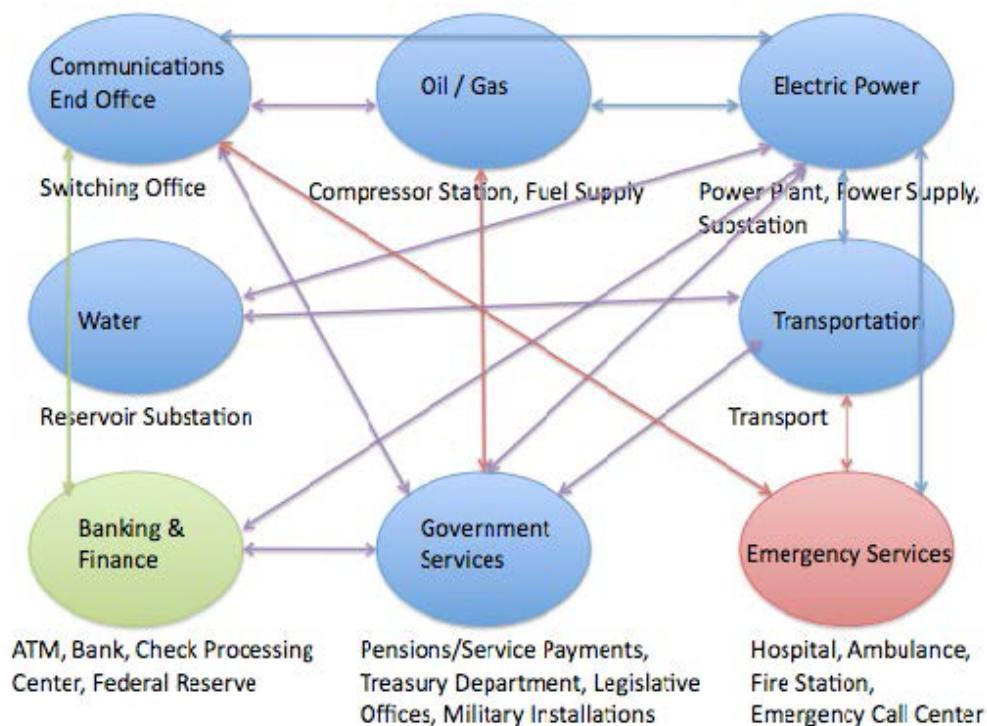 Communications
End Office
Oil / Gas
Electric Power
Switching Office
Compressor Station, Fuel Supply
Power Plant, Power Supply,
Substation
Water
Transportation
Reservoir Substation
Transport
Banking &
Finance
Government
Services
Emergency Services
ATM, Bank, Check Processing
Center, Federal Reserve
Pensions/Service Payments,
Treasury Department, Legislative
Offices, Military Installations
Hospital, Ambulance,
Fire Station,
Emergency Call Center